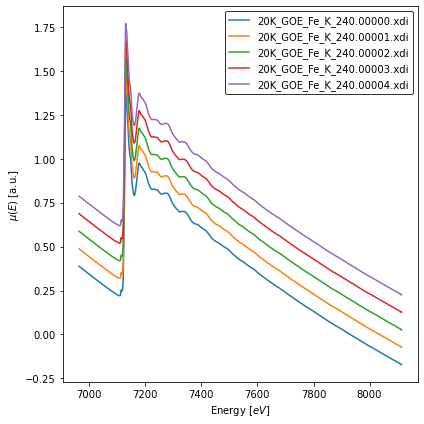 20K_GOE_Fe_K_240.00000.xdi
20K_GOE_Fe_K_240.00001.xdi
20K_GOE_Fe_K_240.00002.xdi
20K_GOE_Fe_K_240.00003.xdi
20K_GOE_Fe_K_240.00004.xdi
1.75
1.50
1.25
1.00
0.75
0.50
0.25
0.00
−0.25
μ(E) [a.u.]
7000 7200 7400 7600 7800 8000
Energy [eV]